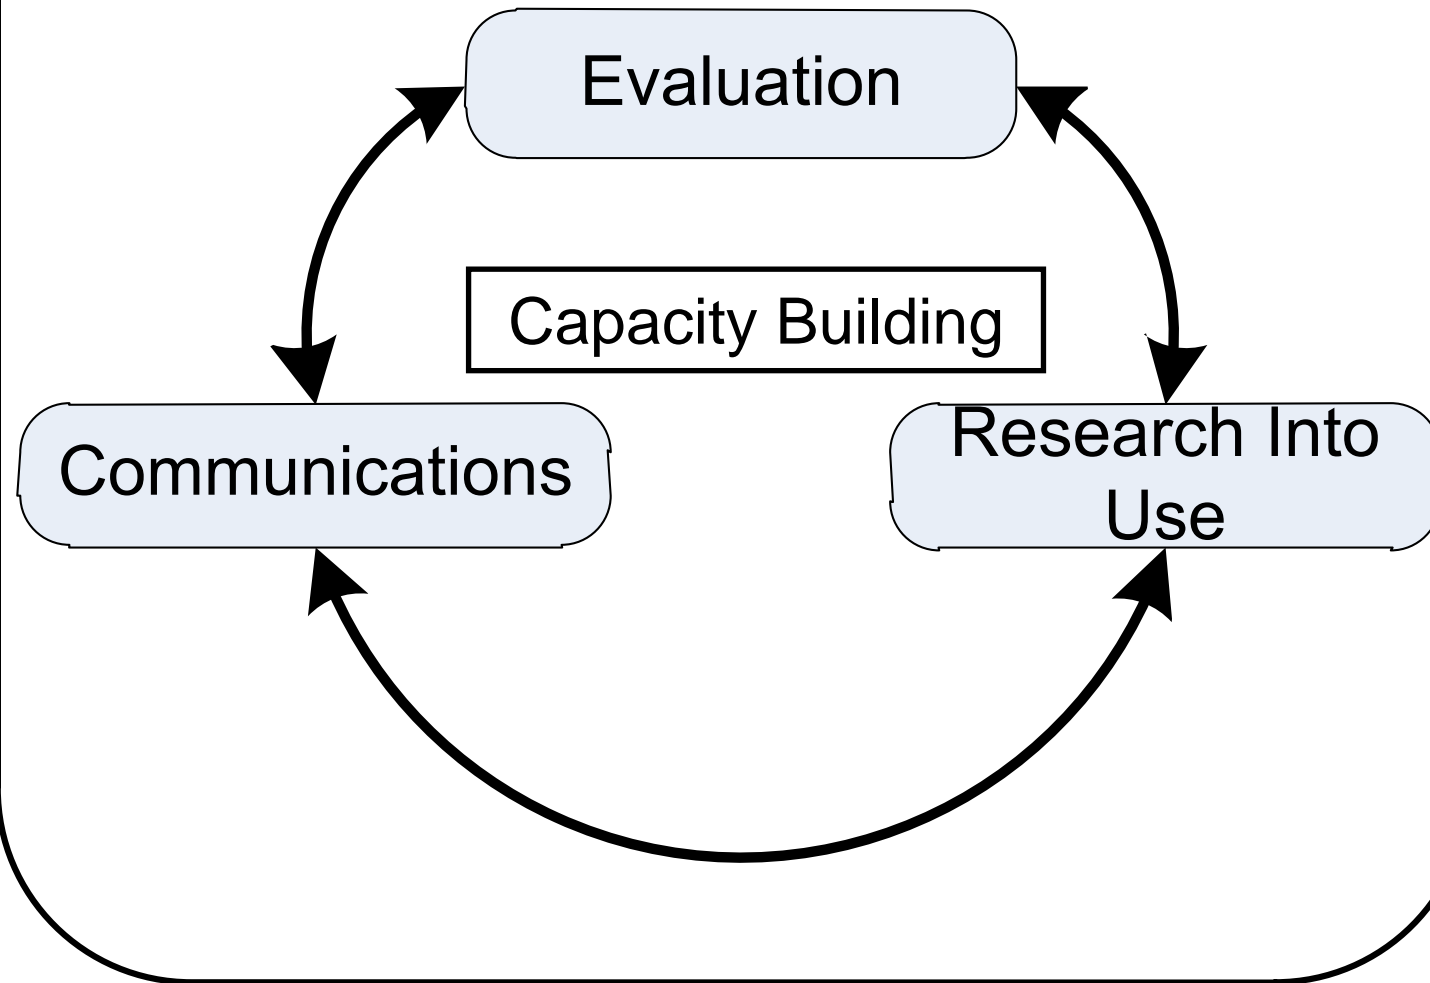 Evaluation
Capacity Building
Communications
Research Into
Use